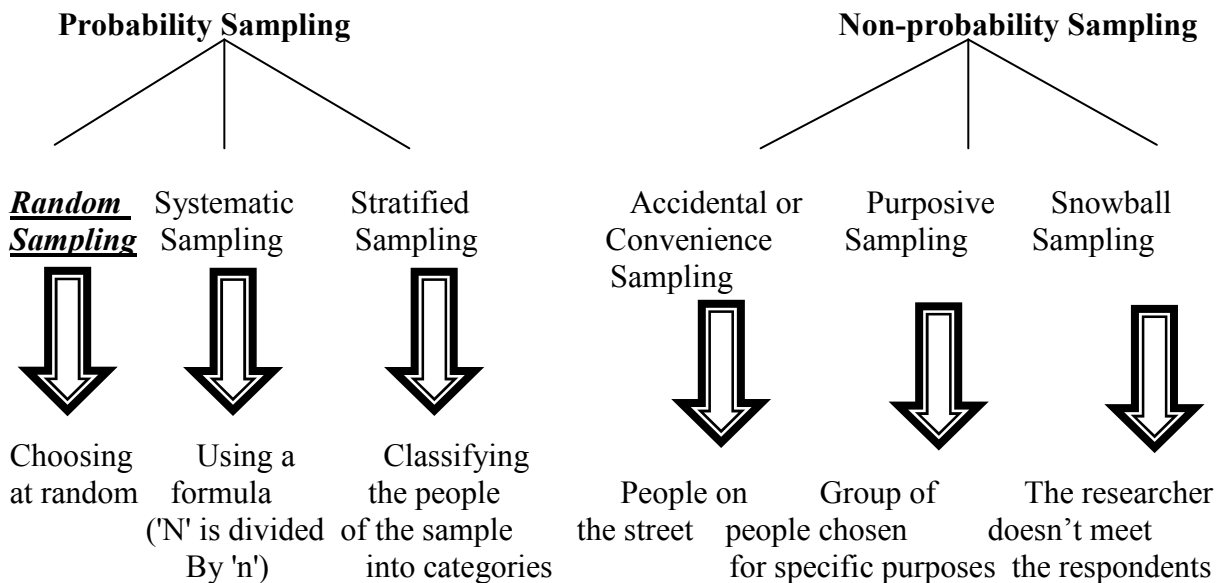 Probability Sampling
Non-probability Sampling
Random
Sampling
Systematic
Sampling
Stratified
Sampling
Accidental or
Convenience
Sampling
Purposive
Sampling
Snowball
Sampling
Choosing
at random
Using a
formula
('N' is divided
By 'n')
Classifying
the people
of the sample
into categories
People on
the street
Group of
people chosen
for specific purposes
The researcher
doesn’t meet
the respondents